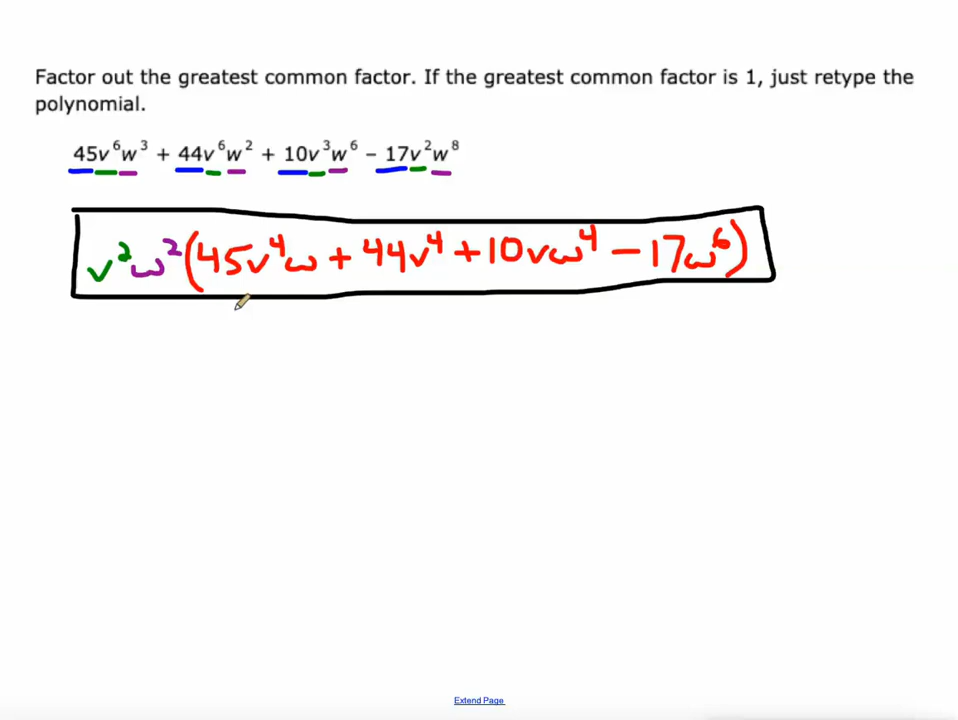 Factor out the greatest common factor. If the greatest common factor is 1, just retype the
polynomial.
45v⁶w³ + 44v⁶w² + 10v³w⁶ – 17v²w⁸
v²w²(45v⁴w + 44v⁴ + 10vw⁴ – 17w⁶)
Extend Page